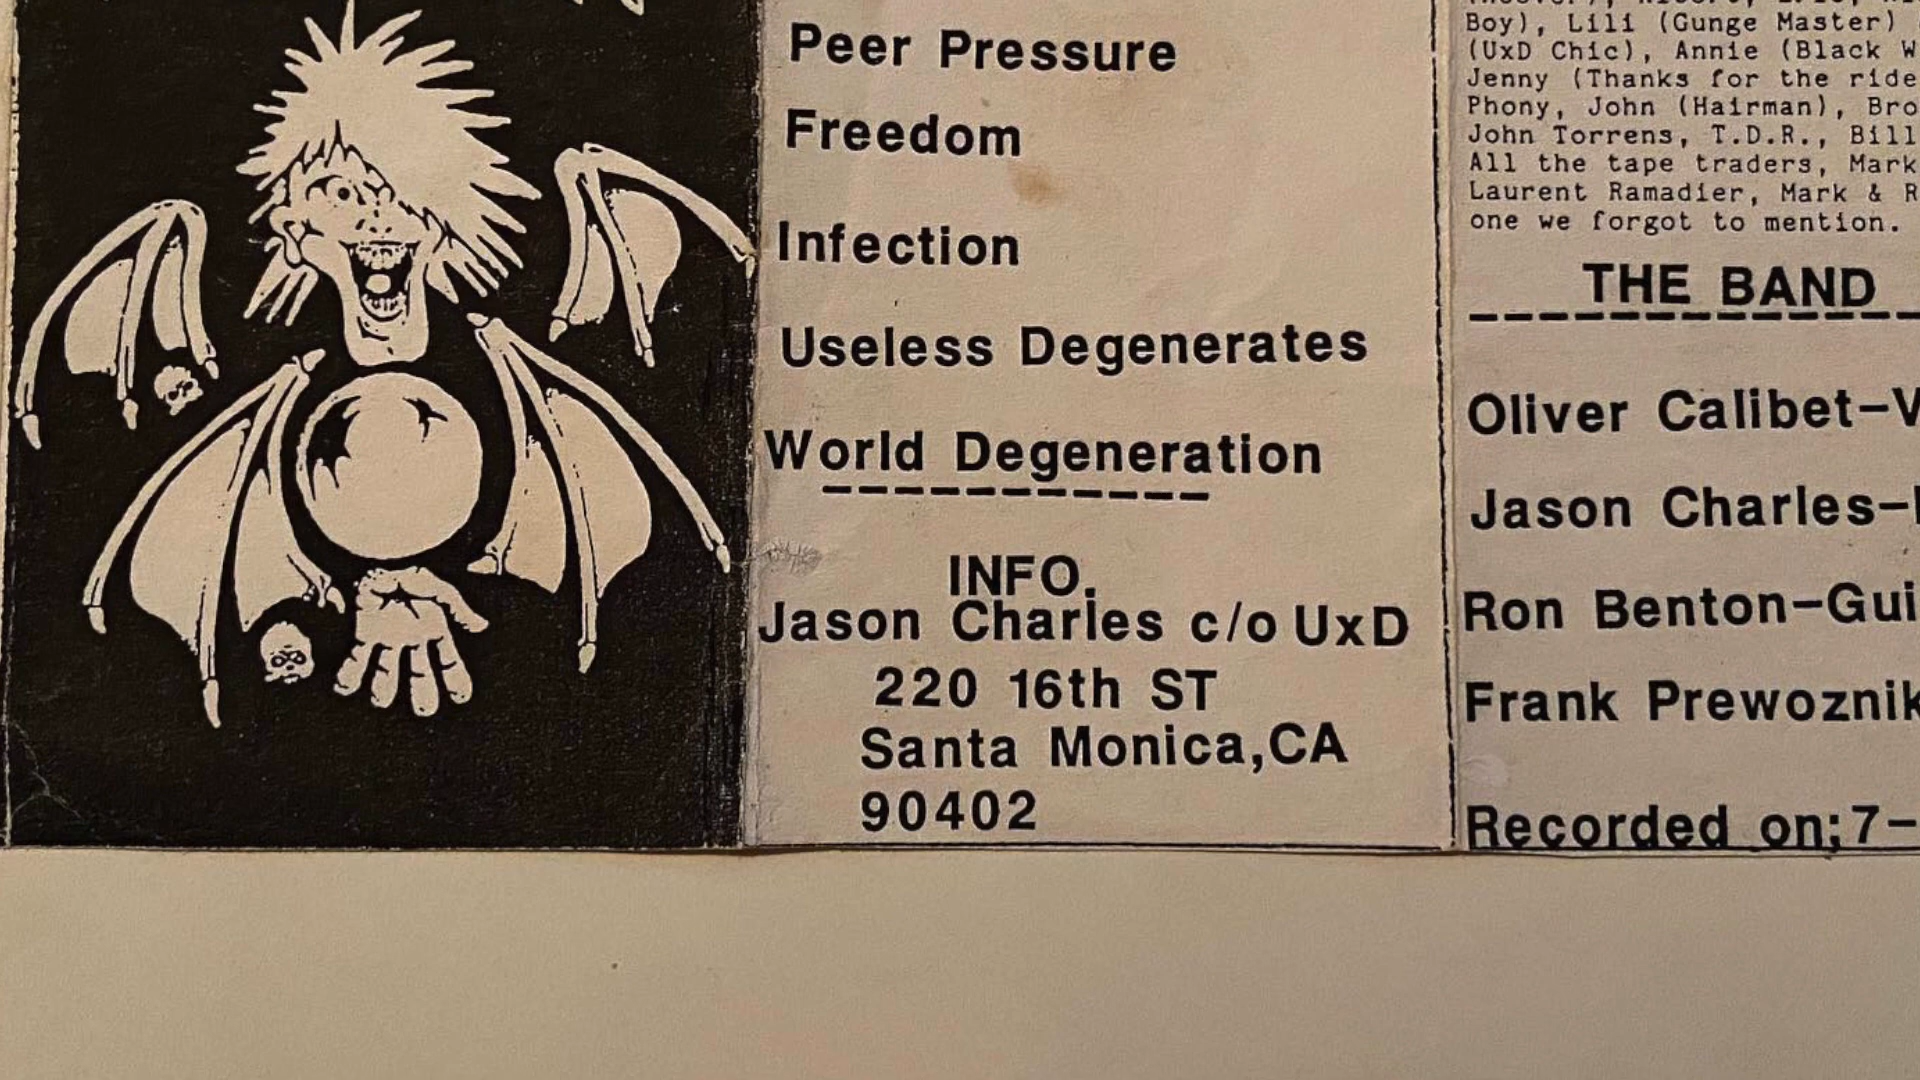 Peer Pressure
Freedom
Infection
Useless Degenerates
World Degeneration
INFO.
Jason Charles c/o UxD
220 16th ST
Santa Monica,CA
90402
Boy), Lili (Gunge Master)
(UxD Chic), Annie (Black
Jenny (Thanks for the ride
Phony, John (Hairman),
John Torrens, T.D.R., Bill
All the tape traders, Mark
Laurent Ramadier, Mark &
one we forgot to mention.
THE BAND
Oliver Calibet-
Jason Charles-
Ron Benton-Gui
Frank Prewoznik
Recorded on;7-